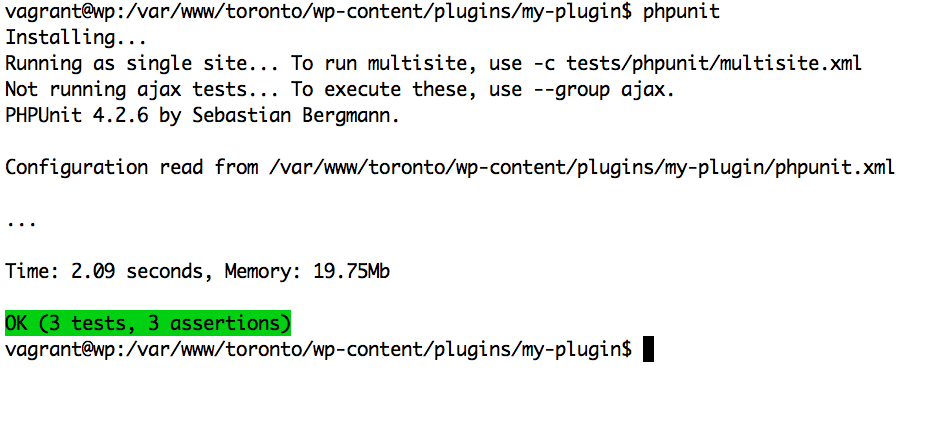 vagrant@wp:/var/www/toronto/wp-content/plugins/my-plugin$ phpunit
Installing...
Running as single site... To run multisite, use -c tests/phpunit/multisite.xml
Not running ajax tests... To execute these, use --group ajax.
PHPUnit 4.2.6 by Sebastian Bergmann.
Configuration read from /var/www/toronto/wp-content/plugins/my-plugin/phpunit.xml
...
Time: 2.09 seconds, Memory: 19.75Mb
OK (3 tests, 3 assertions)
vagrant@wp:/var/www/toronto/wp-content/plugins/my-plugin$